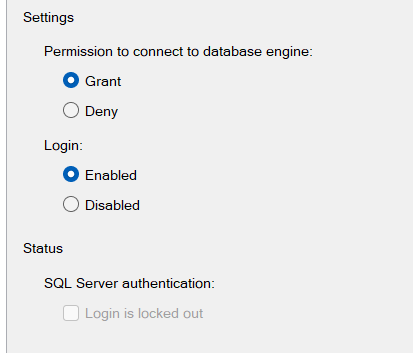 Settings
Permission to connect to database engine:
Grant
Deny
Login:
Enabled
Disabled
Status
SQL Server authentication:
Login is locked out